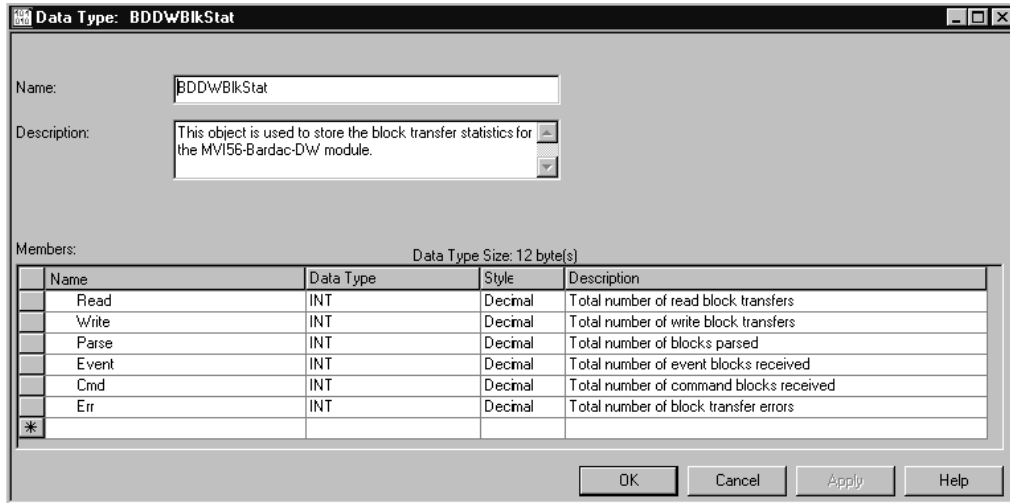 Data Type: BDDWBlkStat
Name: BDDWBlkStat
Description: This object is used to store the block transfer statistics for
the MVI56-Bardac-DW module.
Members: Data Type Size: 12 byte(s)
Name Data Type Style Description
Read INT Decimal Total number of read block transfers
Write INT Decimal Total number of write block transfers
Parse INT Decimal Total number of blocks parsed
Event INT Decimal Total number of event blocks received
Cmd INT Decimal Total number of command blocks received
Err INT Decimal Total number of block transfer errors
OK Cancel Apply Help